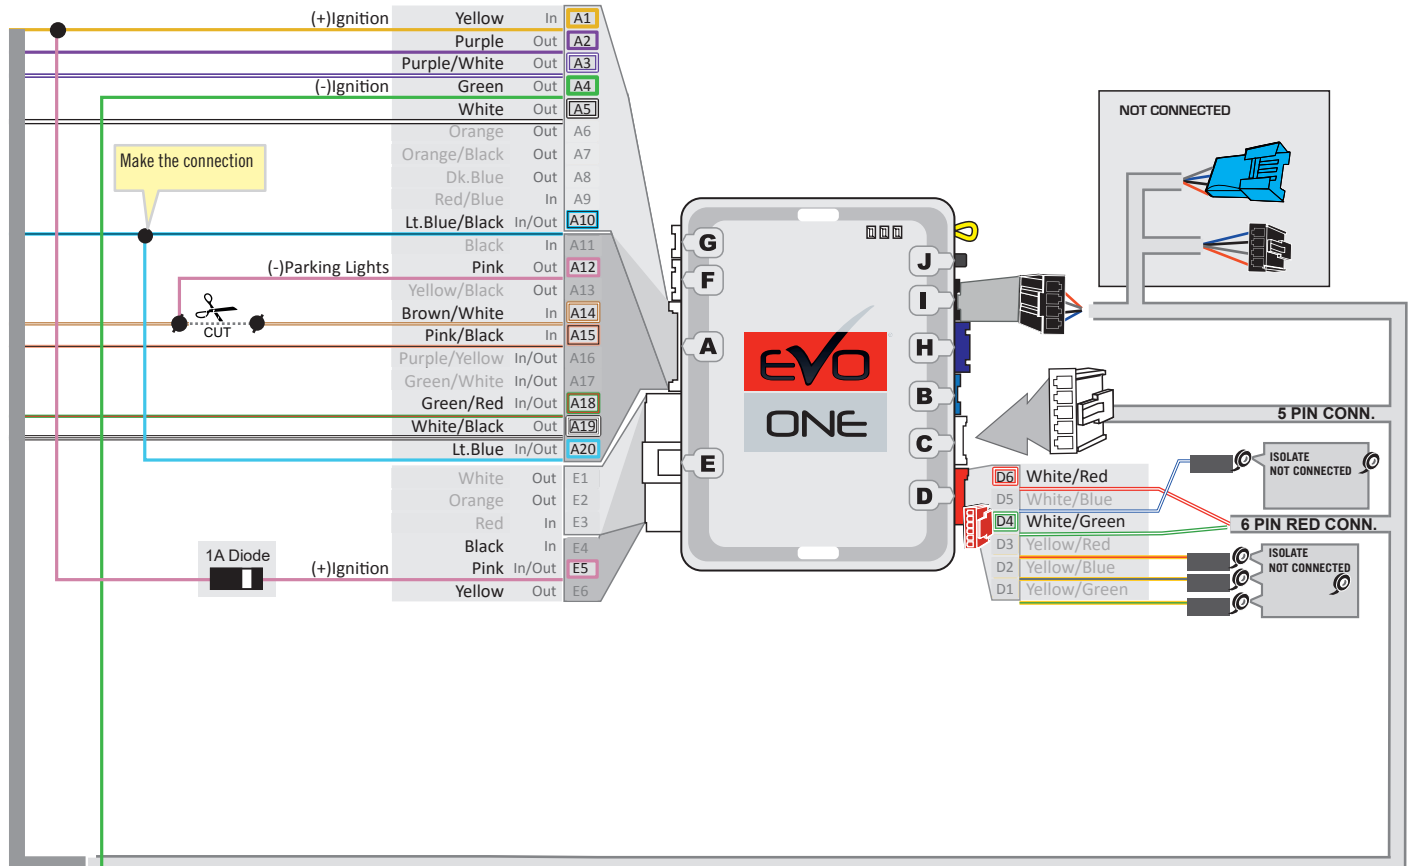 (+)Ignition Yellow In A1
Purple Out A2
Purple/White Out A3
(-)Ignition Green Out A4
White Out A5
Orange Out A6
Orange/Black Out A7
Dk.Blue Out A8
Red/Blue In A9
Lt.Blue/Black In/Out A10
Black In A11
(-)Parking Lights Pink Out A12
Yellow/Black Out A13
Brown/White In A14
Pink/Black In A15
Purple/Yellow In/Out A16
Green/White In/Out A17
Green/Red In/Out A18
White/Black Out A19
Lt.Blue In/Out A20
White Out E1
Orange Out E2
Red In E3
Black In E4
(+)Ignition Pink In/Out E5
Yellow Out E6
Make the connection
CUT
1A Diode
G
F
A
E
J
I
H
B
C
D
EVO
ONE
NOT CONNECTED
5 PIN CONN.
D6 White/Red
D5 White/Blue
D4 White/Green
D3 Yellow/Red
D2 Yellow/Blue
D1 Yellow/Green
ISOLATE
NOT CONNECTED
6 PIN RED CONN.
ISOLATE
NOT CONNECTED